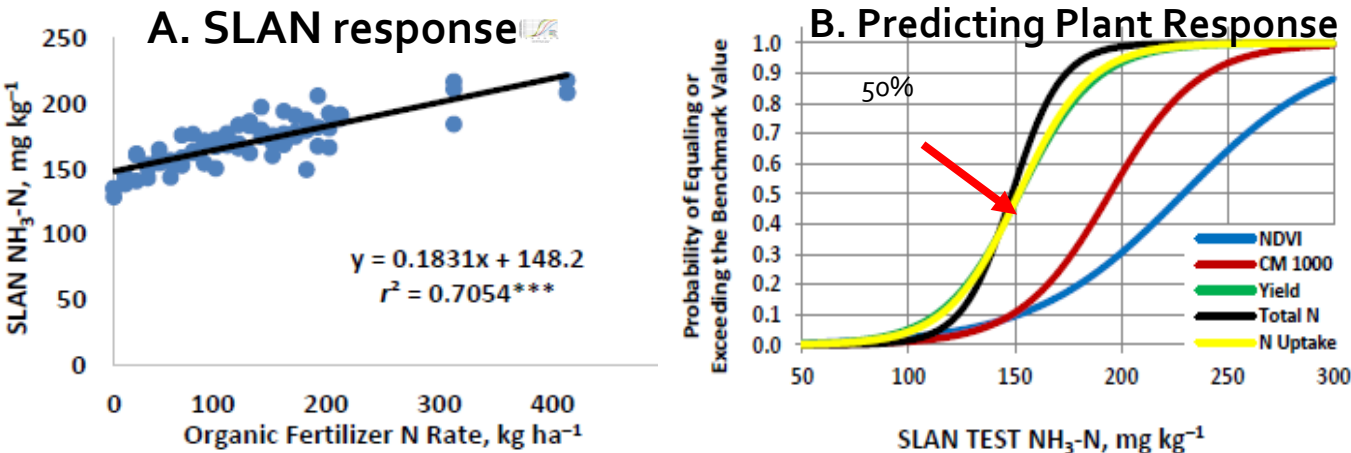 A. SLAN response
250
200
150
100
50
0
SLAN NH₃-N, mg kg⁻¹
y = 0.1831x + 148.2
r² = 0.7054***
0 100 200 300 400
Organic Fertilizer N Rate, kg ha⁻¹
B. Predicting Plant Response
1.0
0.9
0.8
0.7
0.6
0.5
0.4
0.3
0.2
0.1
0.0
Probability of Equaling or
Exceeding the Benchmark Value
50%
NDVI
CM 1000
Yield
Total N
N Uptake
50 100 150 200 250 300
SLAN TEST NH₃-N, mg kg⁻¹